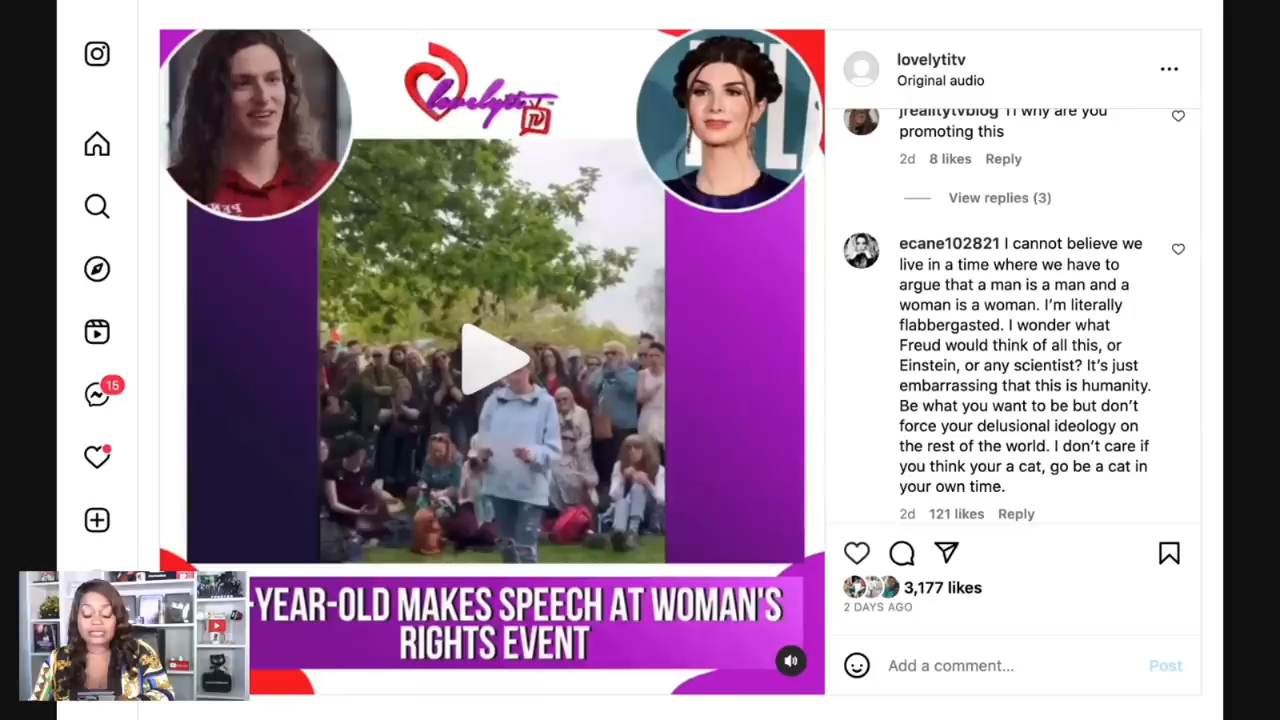 lovelyti TV
15
-YEAR-OLD MAKES SPEECH AT WOMAN'S
RIGHTS EVENT
lovelytitv
Original audio
jrealitytvblog Ti why are you
promoting this
2d 8 likes Reply
View replies (3)
ecane102821 I cannot believe we
live in a time where we have to
argue that a man is a man and a
woman is a woman. I'm literally
flabbergasted. I wonder what
Freud would think of all this, or
Einstein, or any scientist? It's just
embarrassing that this is humanity.
Be what you want to be but don't
force your delusional ideology on
the rest of the world. I don't care if
you think your a cat, go be a cat in
your own time.
2d 121 likes Reply
3,177 likes
2 DAYS AGO
Add a comment...
Post